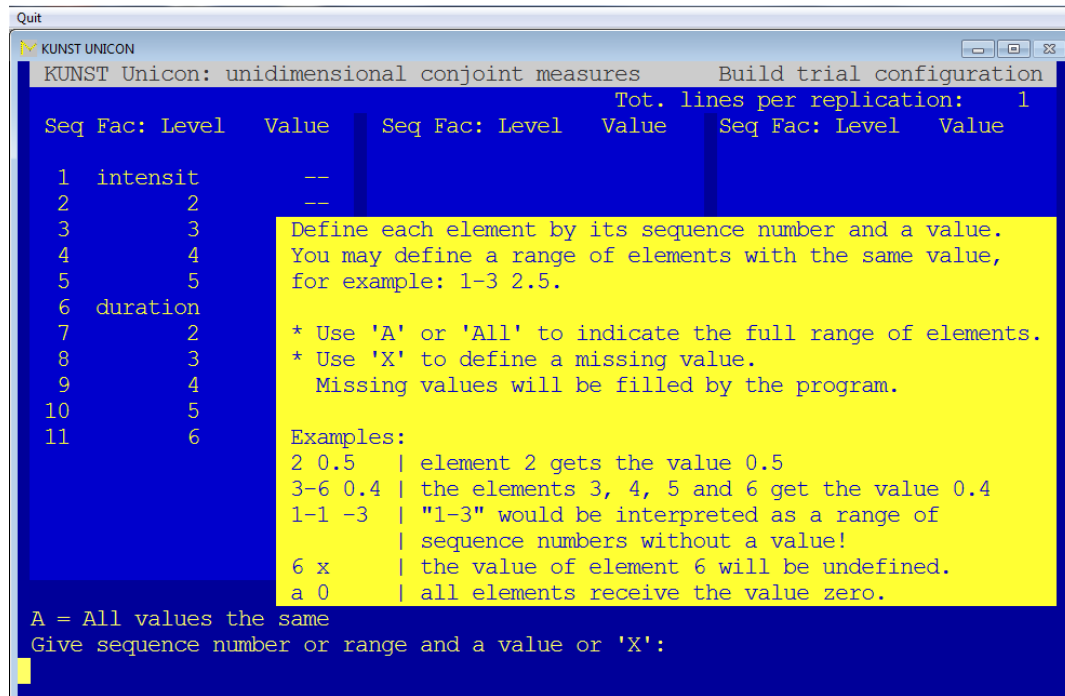 Quit
KUNST UNICON
KUNST Unicon: unidimensional conjoint measures Build trial configuration
Tot. lines per replication: 1
Seq Fac: Level Value Seq Fac: Level Value Seq Fac: Level Value
1 intensit --
2 2 --
3 3
4 4
5 5
6 duration
7 2
8 3
9 4
10 5
11 6
Define each element by its sequence number and a value.
You may define a range of elements with the same value,
for example: 1-3 2.5.
* Use 'A' or 'All' to indicate the full range of elements.
* Use 'X' to define a missing value.
Missing values will be filled by the program.
Examples:
2 0.5 | element 2 gets the value 0.5
3-6 0.4 | the elements 3, 4, 5 and 6 get the value 0.4
1-1 -3 | "1-3" would be interpreted as a range of
| sequence numbers without a value!
6 x | the value of element 6 will be undefined.
a 0 | all elements receive the value zero.
A = All values the same
Give sequence number or range and a value or 'X':